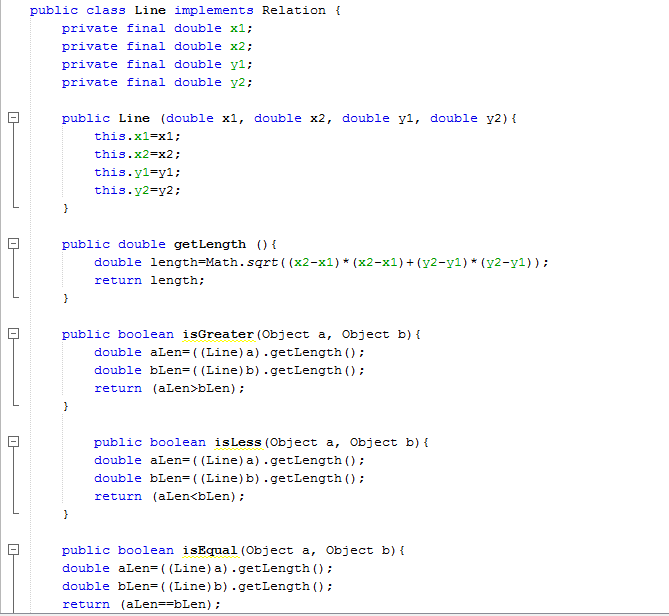 public class Line implements Relation {
    private final double x1;
    private final double x2;
    private final double y1;
    private final double y2;
    public Line (double x1, double x2, double y1, double y2){
        this.x1=x1;
        this.x2=x2;
        this.y1=y1;
        this.y2=y2;
    }
    public double getLength (){
        double length=Math.sqrt((x2-x1)*(x2-x1)+(y2-y1)*(y2-y1));
        return length;
    }
    public boolean isGreater(Object a, Object b){
        double aLen=((Line)a).getLength();
        double bLen=((Line)b).getLength();
        return (aLen>bLen);
    }
        public boolean isLess(Object a, Object b){
        double aLen=((Line)a).getLength();
        double bLen=((Line)b).getLength();
        return (aLen<bLen);
    }
    public boolean isEqual(Object a, Object b){
    double aLen=((Line)a).getLength();
    double bLen=((Line)b).getLength();
    return (aLen==bLen);